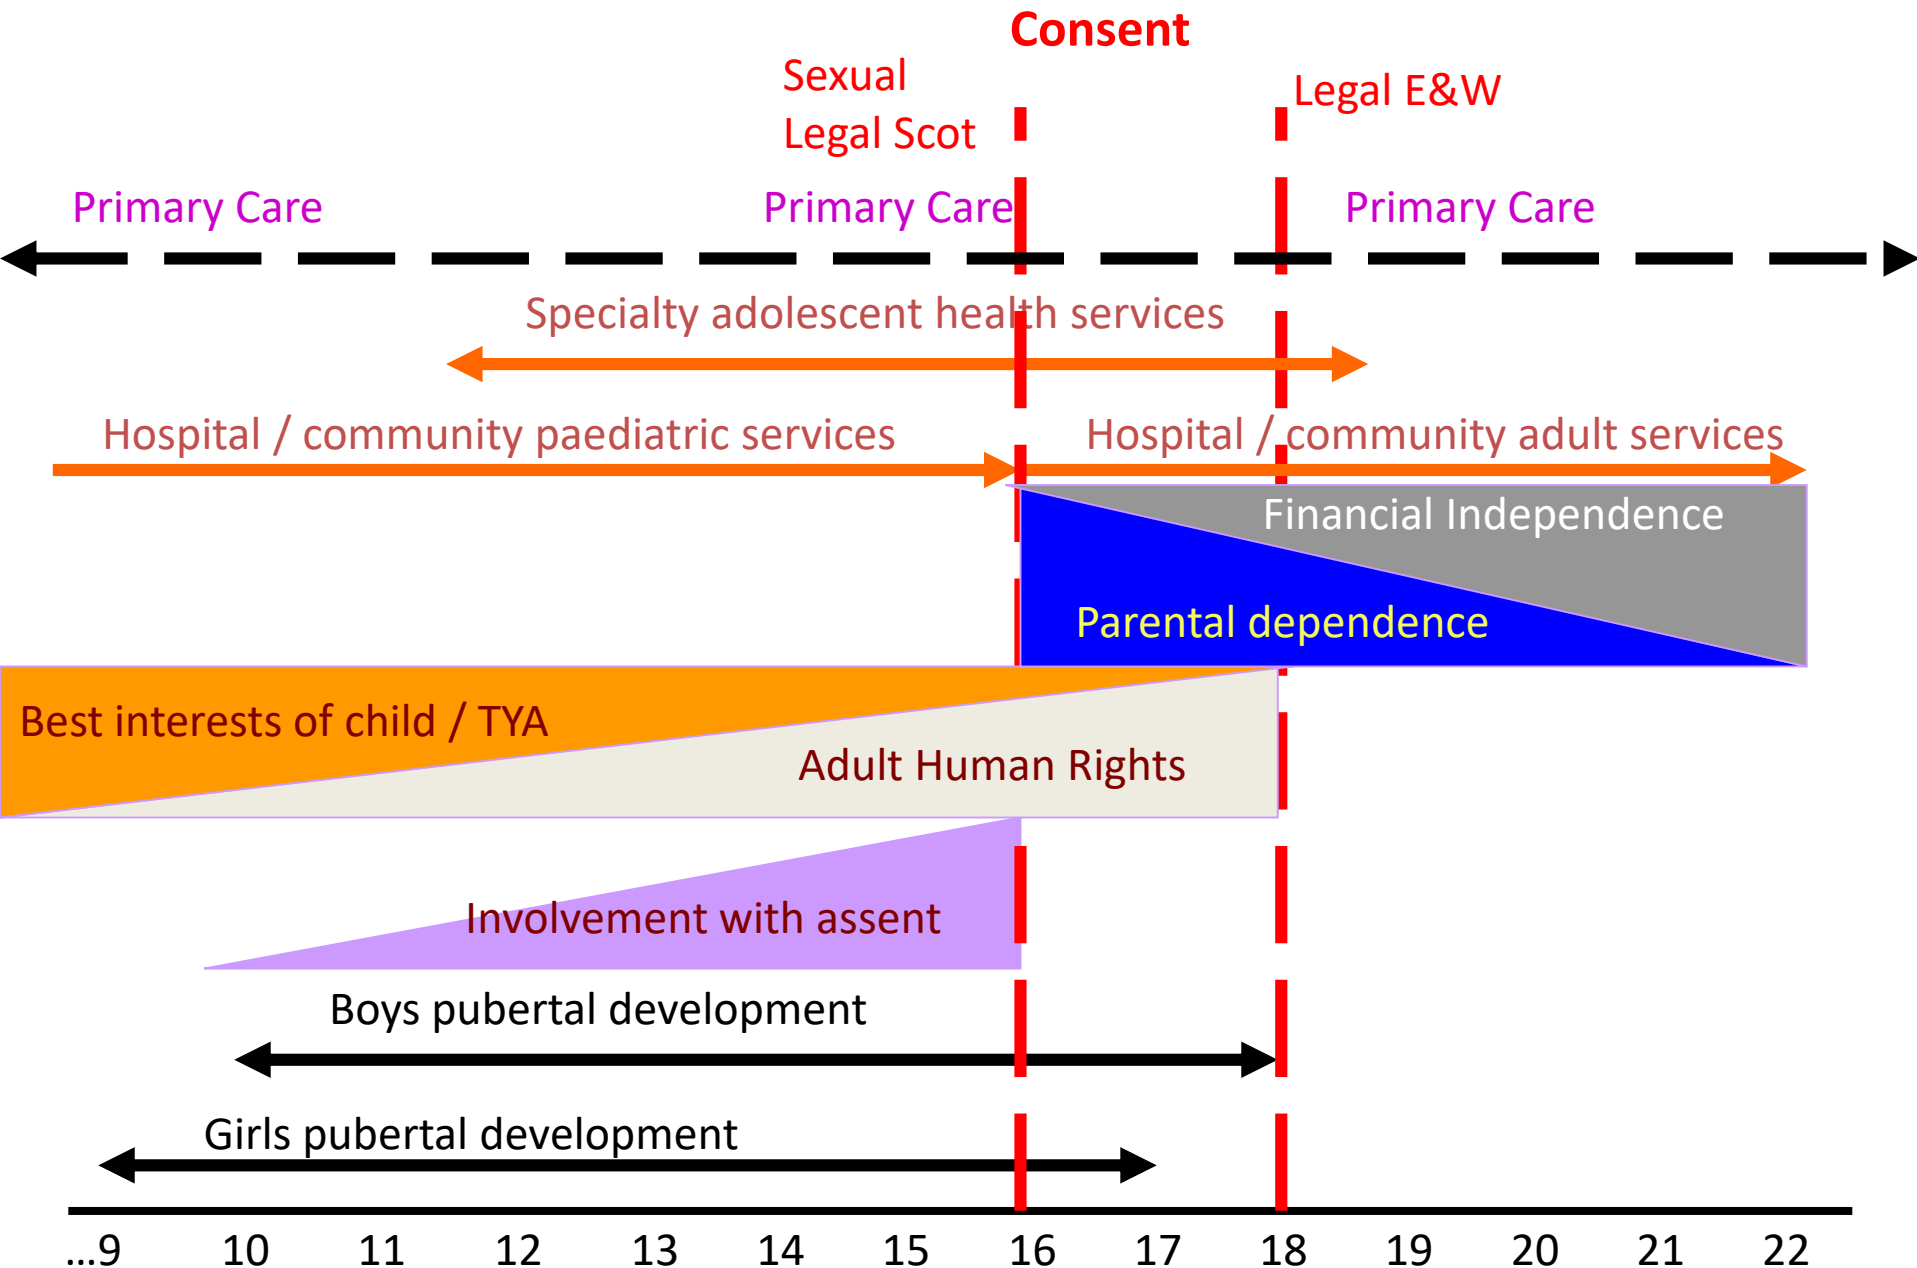 Consent
Sexual
Legal Scot
Legal E&W
Primary Care
Primary Care
Primary Care
Specialty adolescent health services
Hospital / community paediatric services
Hospital / community adult services
Financial Independence
Parental dependence
Best interests of child / TYA
Adult Human Rights
Involvement with assent
Boys pubertal development
Girls pubertal development
...9 10 11 12 13 14 15 16 17 18 19 20 21 22